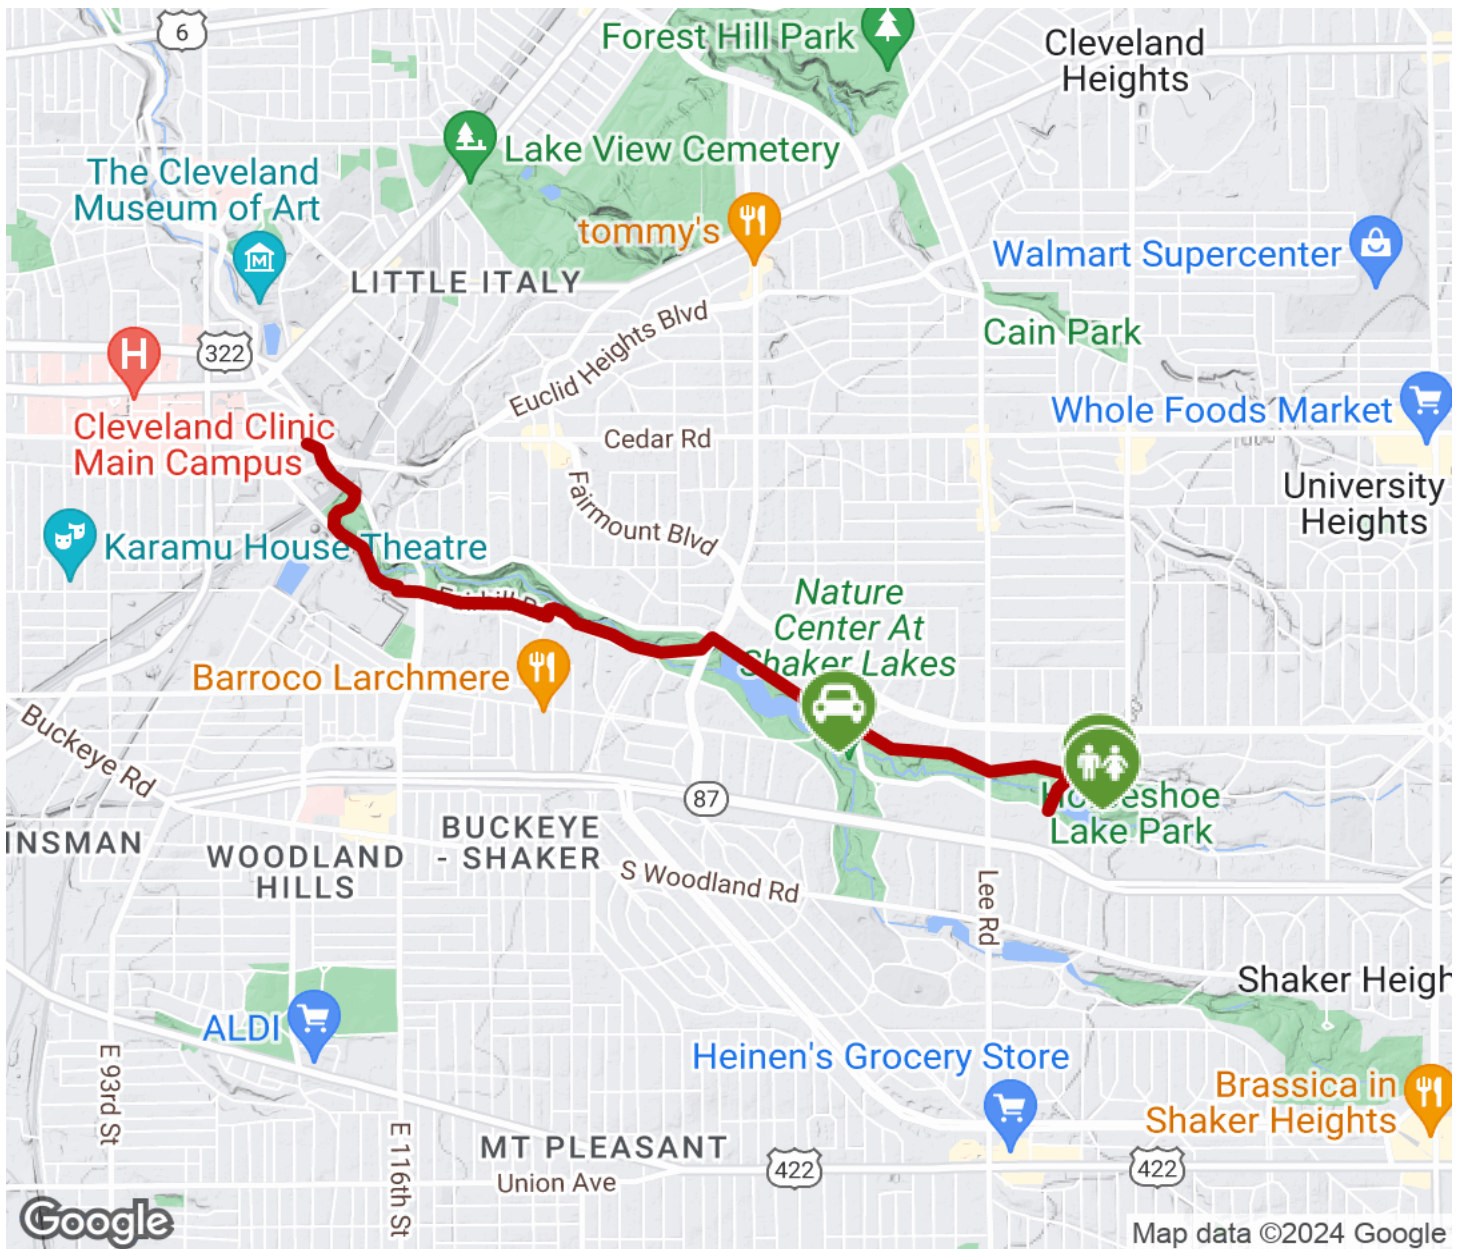 6
Forest Hill Park
Cleveland
Heights
Lake View Cemetery
The Cleveland
Museum of Art
M
tommy's
Walmart Supercenter
LITTLE ITALY
Euclid Heights Blvd
Cain Park
322
H
Whole Foods Market
Cleveland Clinic
Main Campus
Cedar Rd
Fairmount Blvd
University
Heights
Karamu House Theatre
Nature
Center At
Shaker Lakes
Barroco Larchmere
Buckeye Rd
87
Horseshoe
Lake Park
INSMAN
WOODLAND
HILLS
BUCKEYE
- SHAKER
S Woodland Rd
Lee Rd
Shaker Heigh
ALDI
E 93rd St
Heinen's Grocery Store
Brassica in
Shaker Heights
E 116th St
MT PLEASANT
Union Ave
422
422
Google
Map data ©2024 Google